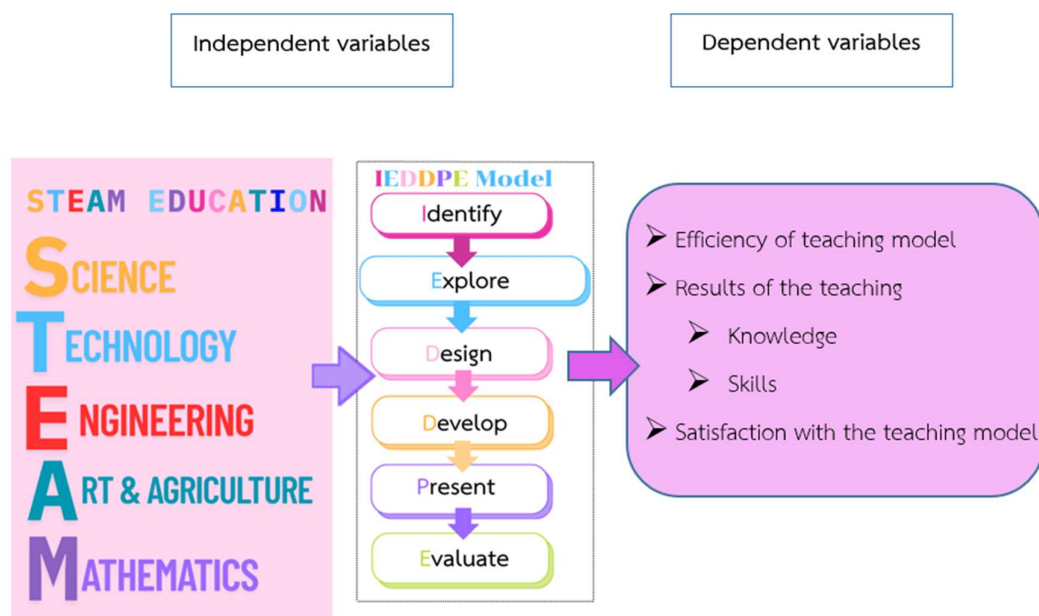 Independent variables
Dependent variables
STEAM EDUCATION
SCIENCE
TECHNOLOGY
ENGINEERING
ART & AGRICULTURE
MATHEMATICS
IEDDPE Model
Identify
Explore
Design
Develop
Present
Evaluate
➤ Efficiency of teaching model
➤ Results of the teaching
➤ Knowledge
➤ Skills
➤ Satisfaction with the teaching model